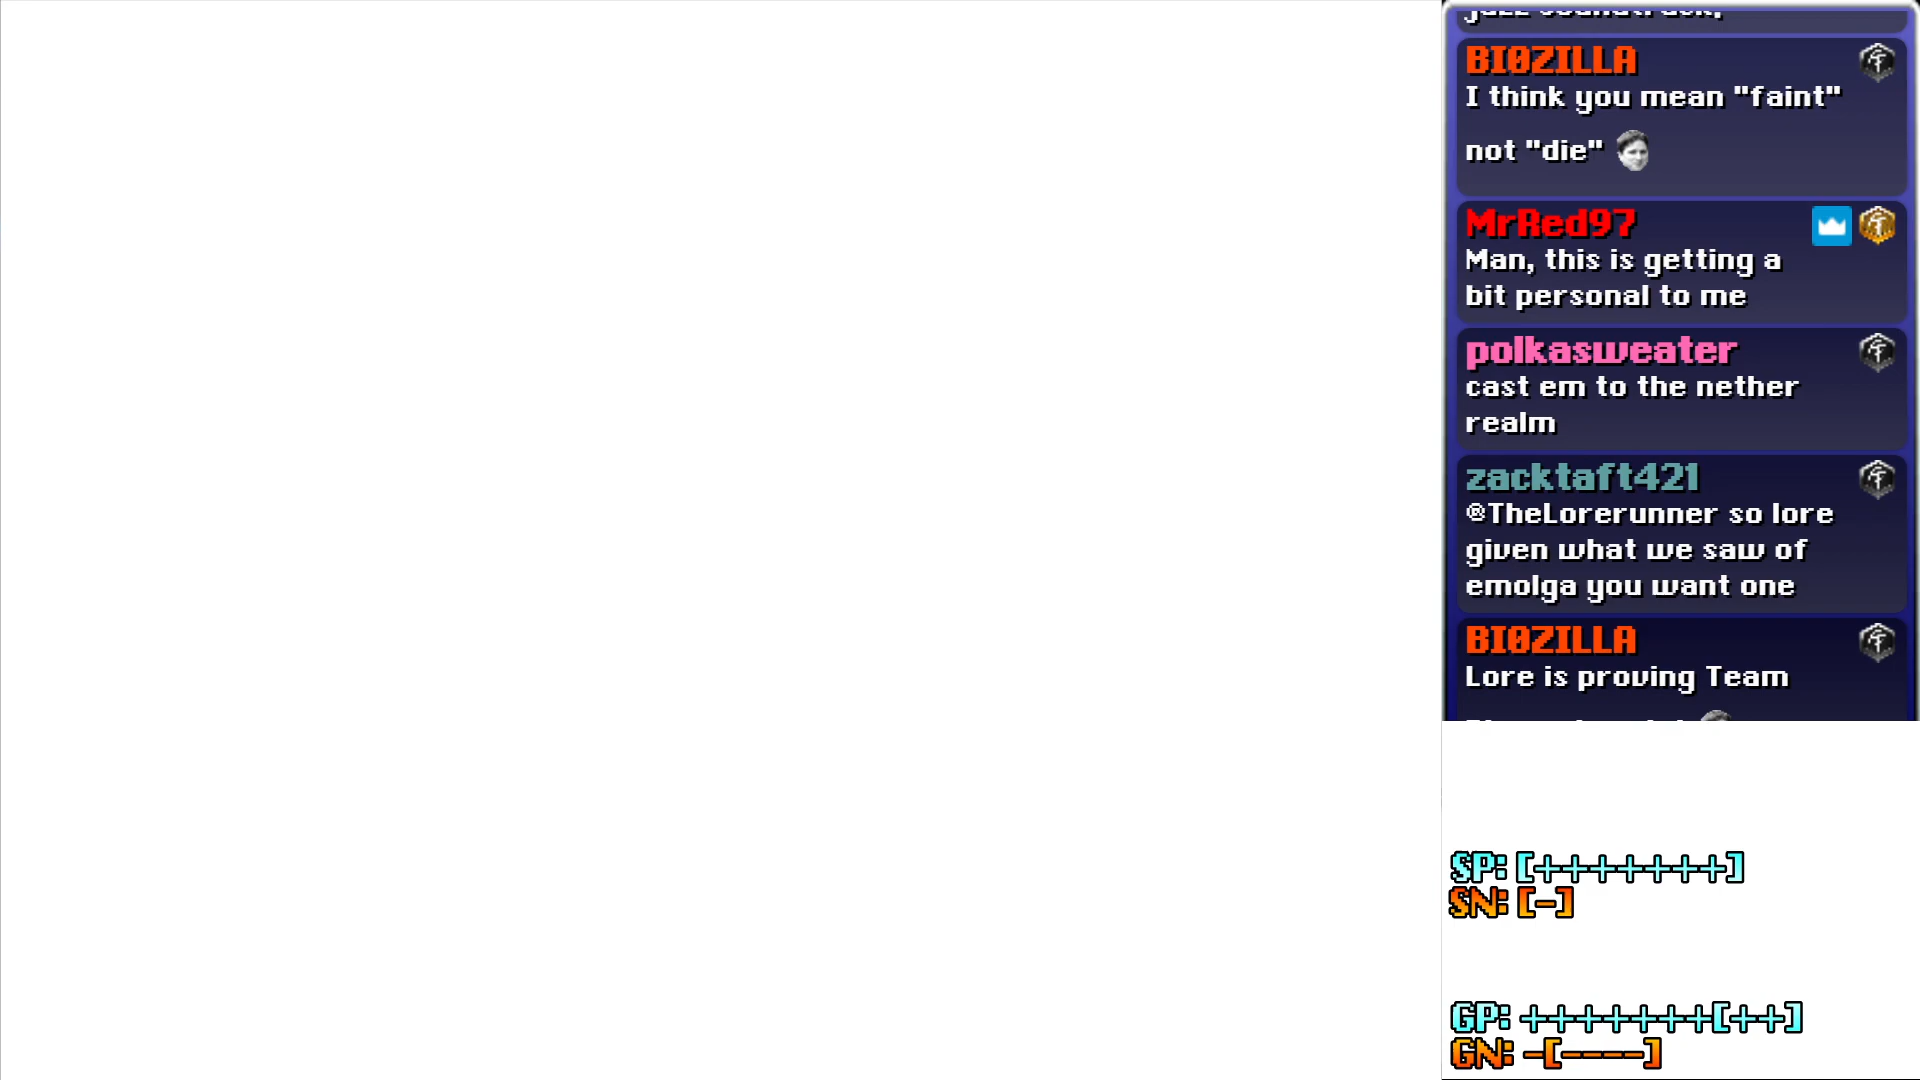 jazz soundtrack,
BI0ZILLA
I think you mean "faint"
not "die"
MrRed97
Man, this is getting a
bit personal to me
polkasweater
cast em to the nether
realm
zacktaft421
@TheLorerunner so lore
given what we saw of
emolga you want one
BI0ZILLA
Lore is proving Team
SP: [+++++++]
SN: [-]
GP: +++++++[++]
GN: -[----]